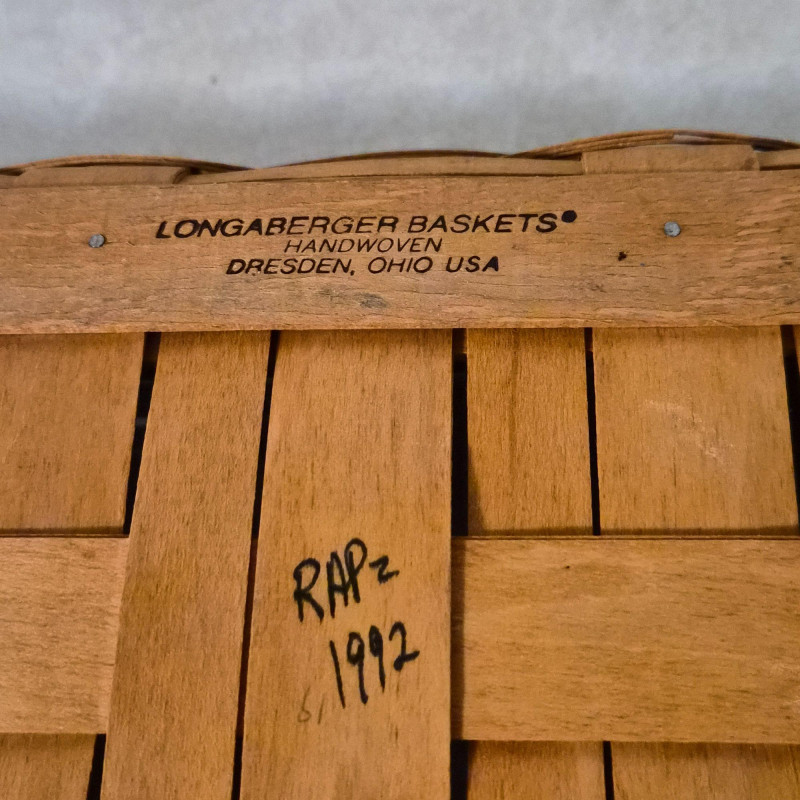 LONGABERGER BASKETS®
HANDWOVEN
DRESDEN, OHIO USA
RAPz
1992